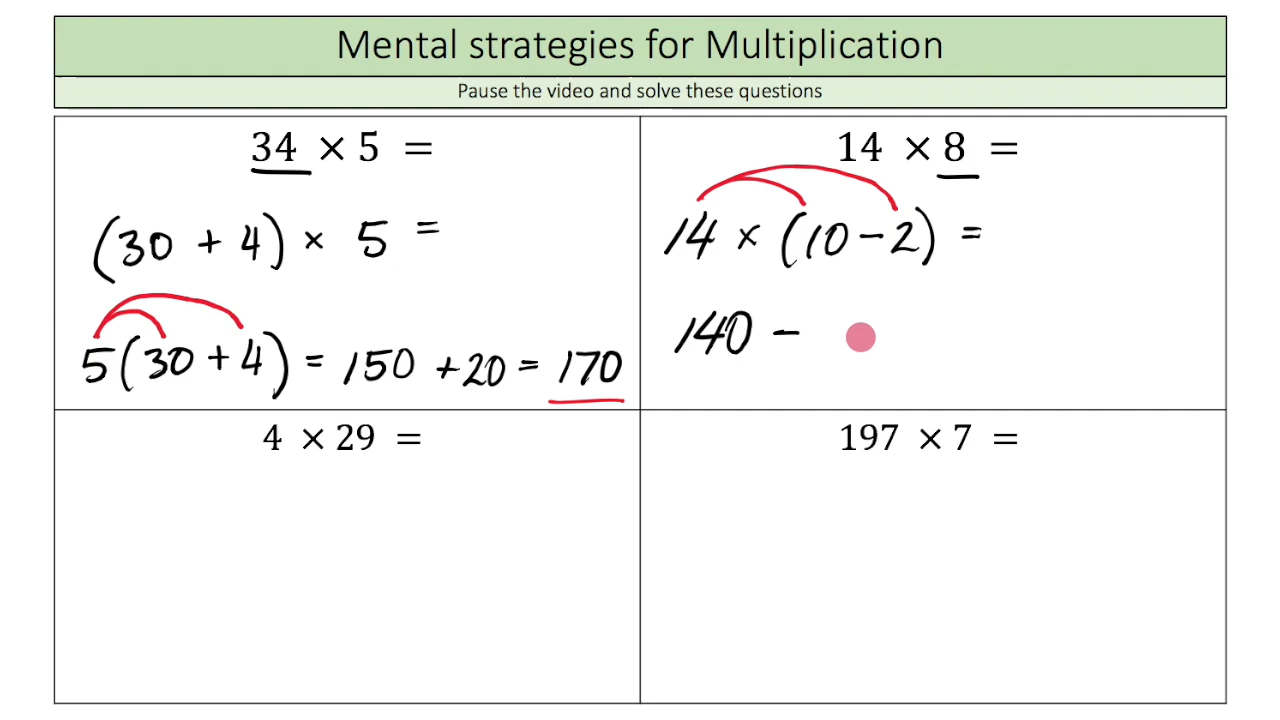 Mental strategies for Multiplication
Pause the video and solve these questions
34 × 5 =
(30 + 4) × 5 =
5(30 + 4) = 150 + 20 = 170
14 × 8 =
14 × (10 − 2) =
140 −
4 × 29 =
197 × 7 =